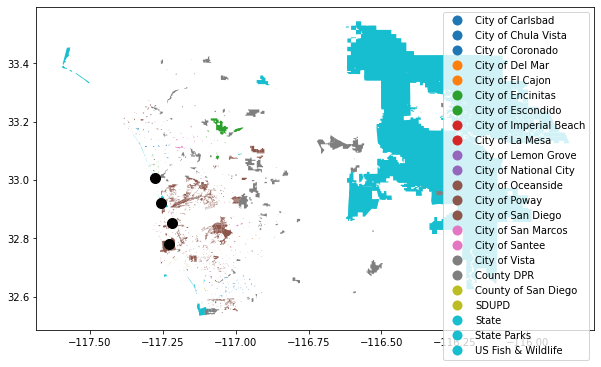 City of Carlsbad
City of Chula Vista
City of Coronado
City of Del Mar
City of El Cajon
City of Encinitas
City of Escondido
City of Imperial Beach
City of La Mesa
City of Lemon Grove
City of National City
City of Oceanside
City of Poway
City of San Diego
City of San Marcos
City of Santee
City of Vista
County DPR
County of San Diego
SDUPD
State
State Parks
US Fish & Wildlife
33.4
33.2
33.0
32.8
32.6
−117.50 −117.25 −117.00 −116.75 −116.50 −116.25 −116.00